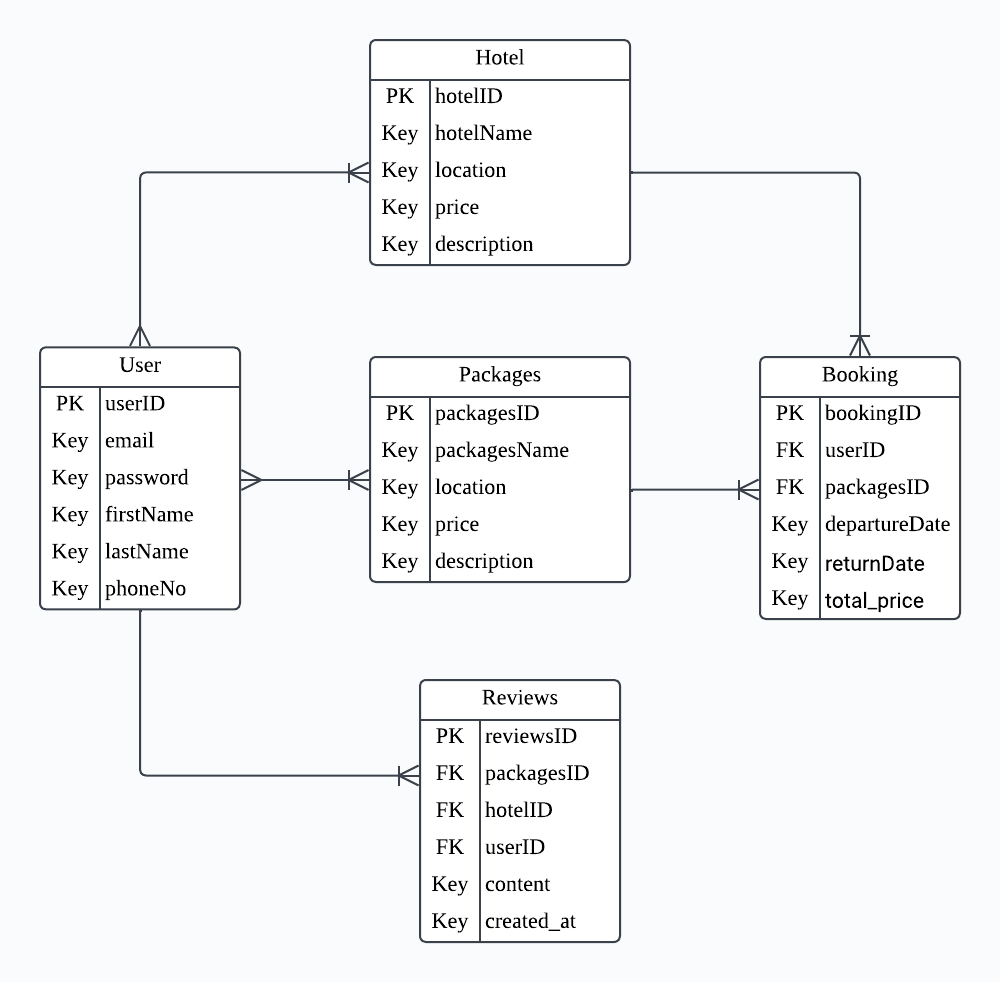 Hotel
PK hotelID
Key hotelName
Key location
Key price
Key description
User
PK userID
Key email
Key password
Key firstName
Key lastName
Key phoneNo
Packages
PK packagesID
Key packagesName
Key location
Key price
Key description
Booking
PK bookingID
FK userID
FK packagesID
Key departureDate
Key returnDate
Key total_price
Reviews
PK reviewsID
FK packagesID
FK hotelID
FK userID
Key content
Key created_at